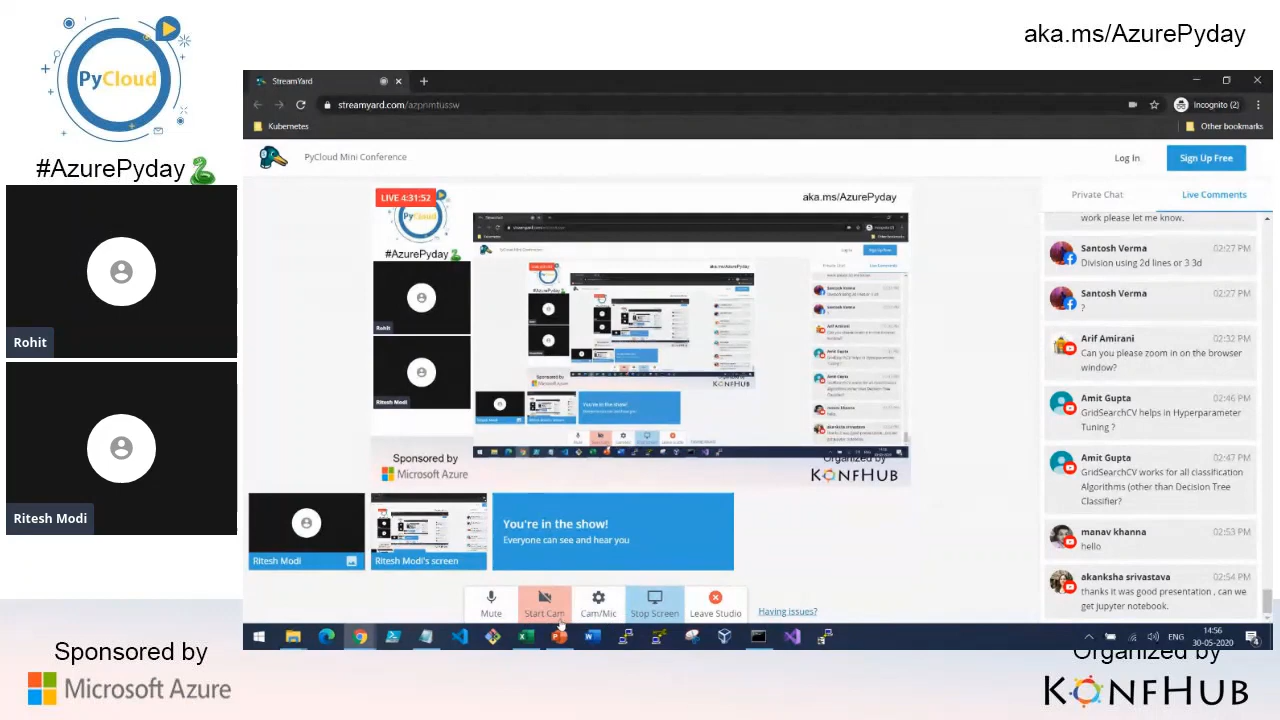 PyCloud
#AzurePyday
aka.ms/AzurePyday
Rohit
Ritesh Modi
Sponsored by
Microsoft Azure
StreamYard
streamyard.com/azpnmtussw
Incognito (2)
Kubernetes
Other bookmarks
PyCloud Mini Conference
Log In
Sign Up Free
LIVE 4:31:52
PyCloud
#AzurePyday
aka.ms/AzurePyday
Rohit
Ritesh Modi
Sponsored by
Microsoft Azure
Organized by
KONFHUB
Private Chat
Live Comments
work please let me know.
Santosh Verma 02:27 PM
Division using 2d lines or 3 3d
Santosh Verma 02:27 PM
?
Arif Amirani 02:32 PM
Can you please zoom in on the browser
window?
Amit Gupta 02:46 PM
GridSearchCV helps in Hyperparameter
Tuning ?
Amit Gupta 02:47 PM
GridSearchCV works for all classification
Algorithms (other than Decision Tree
Classifier?
manav khanna 02:53 PM
hello
akanksha srivastava 02:54 PM
thanks it was good presentation , can we
get jupyter notebook.
Ritesh Modi
Ritesh Modi's screen
You're in the show!
Everyone can see and hear you
Mute
Start Cam
Cam/Mic
Stop Screen
Leave Studio
Having issues?
ENG
14:56
30-05-2020
Organized by
KONFHUB